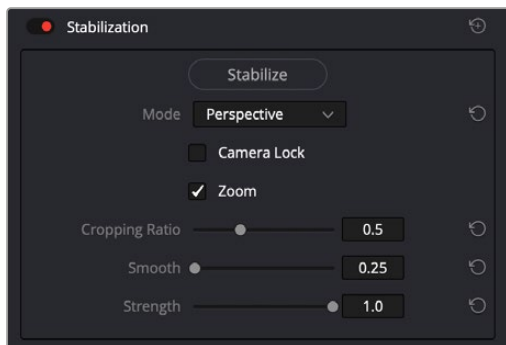 Stabilization
Stabilize
Mode Perspective
Camera Lock
Zoom
Cropping Ratio 0.5
Smooth 0.25
Strength 1.0